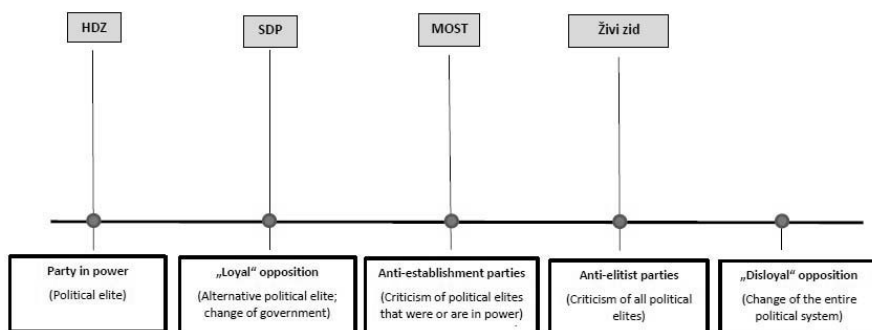 HDZ
SDP
MOST
Živi zid
Party in power
(Political elite)
„Loyal“ opposition
(Alternative political elite;
change of government)
Anti-establishment parties
(Criticism of political elites
that were or are in power)
Anti-elitist parties
(Criticism of all political
elites)
„Disloyal“ opposition
(Change of the entire
political system)